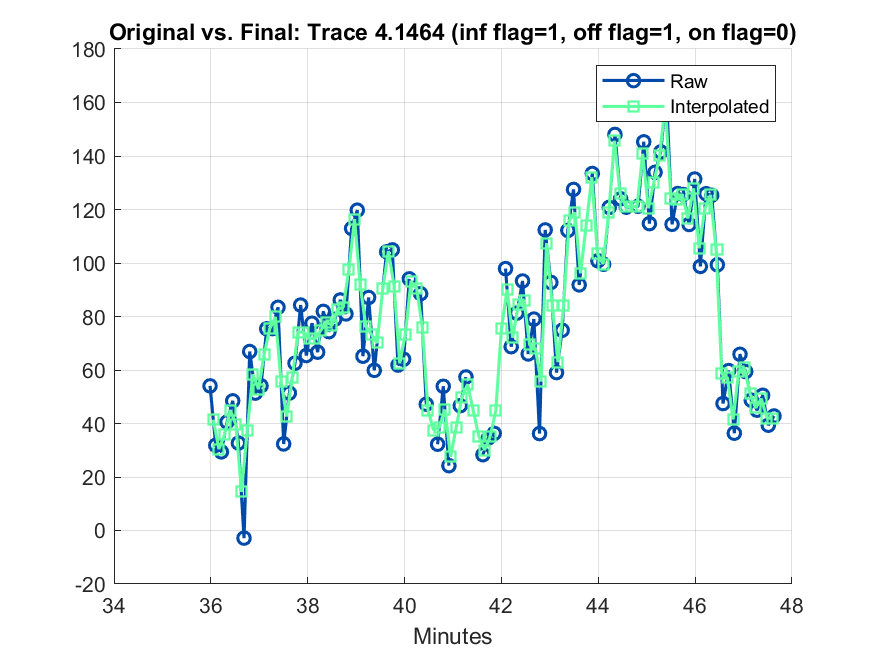 Original vs. Final: Trace 4.1464 (inf flag=1, off flag=1, on flag=0)
180
160
140
120
100
80
60
40
20
0
-20
Raw
Interpolated
34 36 38 40 42 44 46 48
Minutes